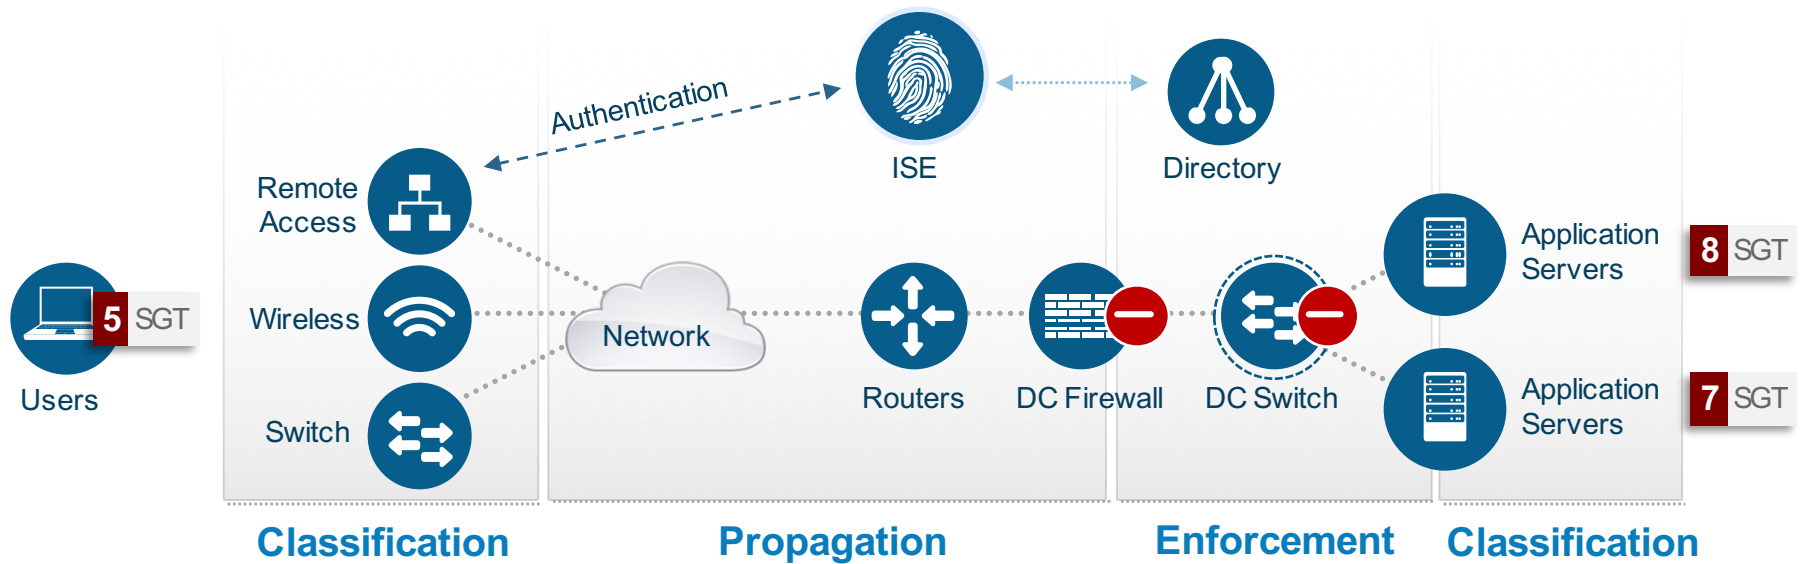 Authentication
ISE
Directory
Remote
Access
Application
Servers
8 SGT
5 SGT
Wireless
Network
Users
Routers
DC Firewall
DC Switch
Application
Servers
7 SGT
Switch
Classification
Propagation
Enforcement
Classification